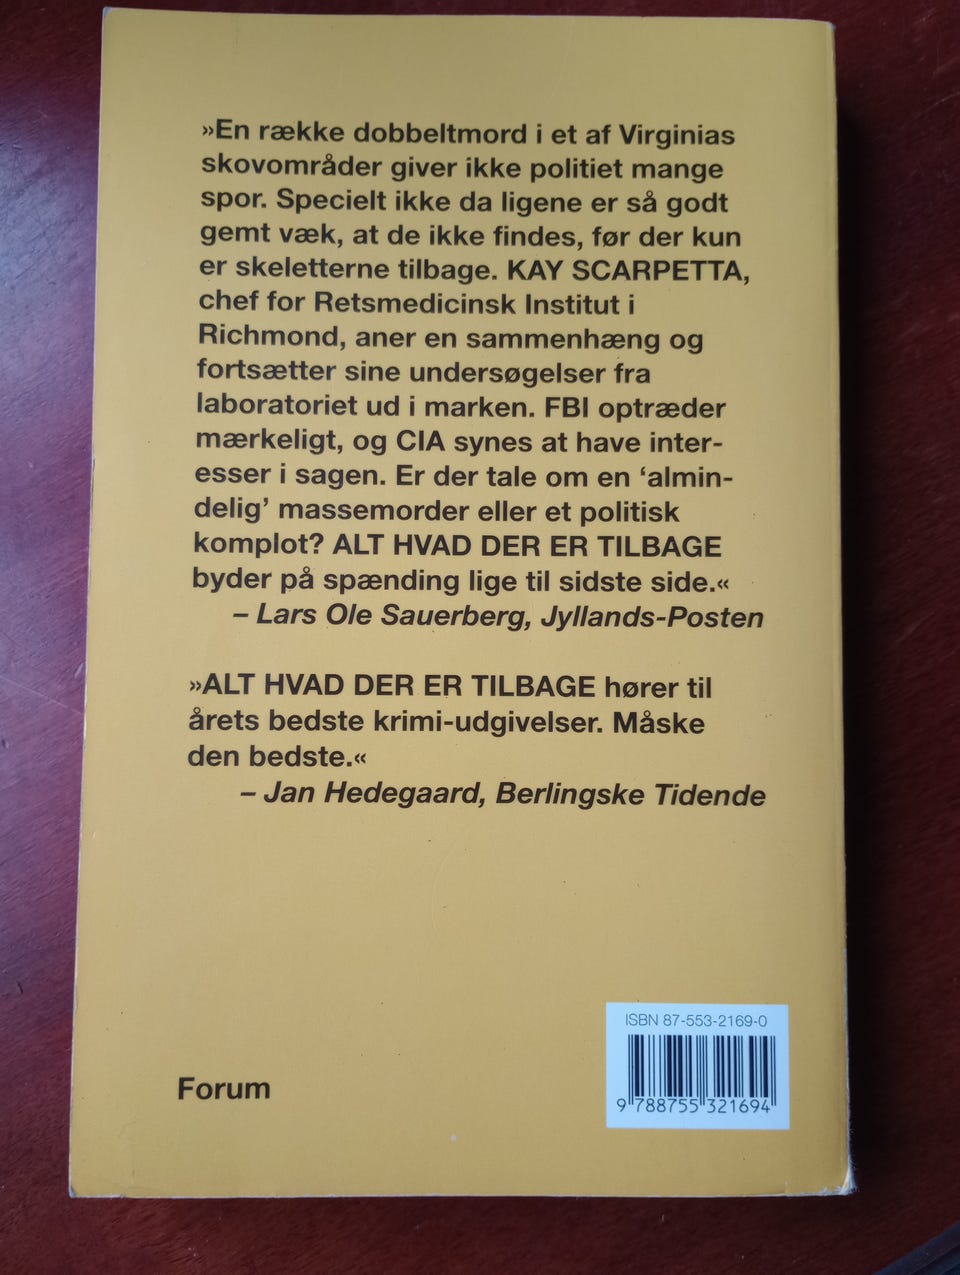 »En række dobbeltmord i et af Virginias
skovområder giver ikke politiet mange
spor. Specielt ikke da ligene er så godt
gemt væk, at de ikke findes, før der kun
er skeletterne tilbage. KAY SCARPETTA,
chef for Retsmedicinsk Institut i
Richmond, aner en sammenhæng og
fortsætter sine undersøgelser fra
laboratoriet ud i marken. FBI optræder
mærkeligt, og CIA synes at have inter-
esser i sagen. Er der tale om en ‘almin-
delig’ massemorder eller et politisk
komplot? ALT HVAD DER ER TILBAGE
byder på spænding lige til sidste side.«
– Lars Ole Sauerberg, Jyllands-Posten
»ALT HVAD DER ER TILBAGE hører til
årets bedste krimi-udgivelser. Måske
den bedste.«
– Jan Hedegaard, Berlingske Tidende
ISBN 87-553-2169-0
9 788755 321694
Forum